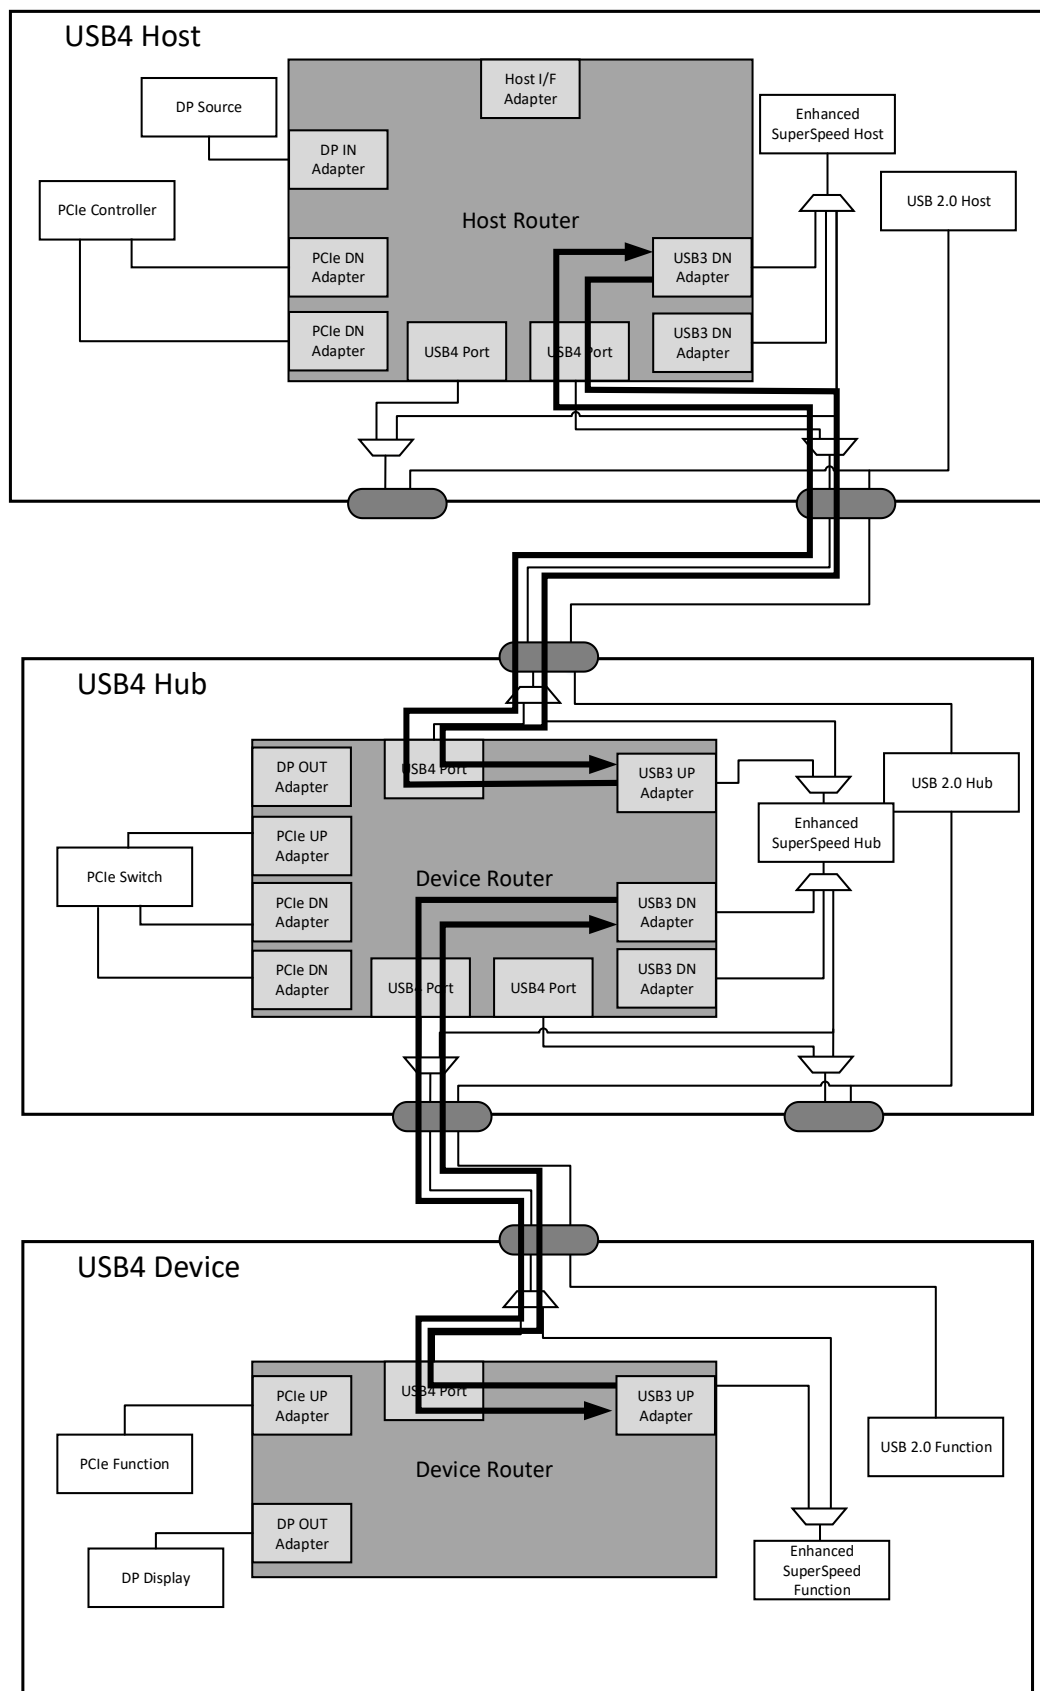 USB4 Host
Host I/F
Adapter
DP Source
Enhanced
SuperSpeed Host
DP IN
Adapter
PCIe Controller
USB 2.0 Host
Host Router
PCIe DN
Adapter
USB3 DN
Adapter
PCIe DN
Adapter
USB4 Port
USB4 Port
USB3 DN
Adapter
USB4 Hub
DP OUT
Adapter
USB4 Port
USB3 UP
Adapter
USB 2.0 Hub
PCIe UP
Adapter
Enhanced
SuperSpeed Hub
PCIe Switch
Device Router
PCIe DN
Adapter
USB3 DN
Adapter
PCIe DN
Adapter
USB4 Port
USB4 Port
USB3 DN
Adapter
USB4 Device
PCIe UP
Adapter
USB4 Port
USB3 UP
Adapter
PCIe Function
Device Router
USB 2.0 Function
DP OUT
Adapter
DP Display
Enhanced
SuperSpeed
Function